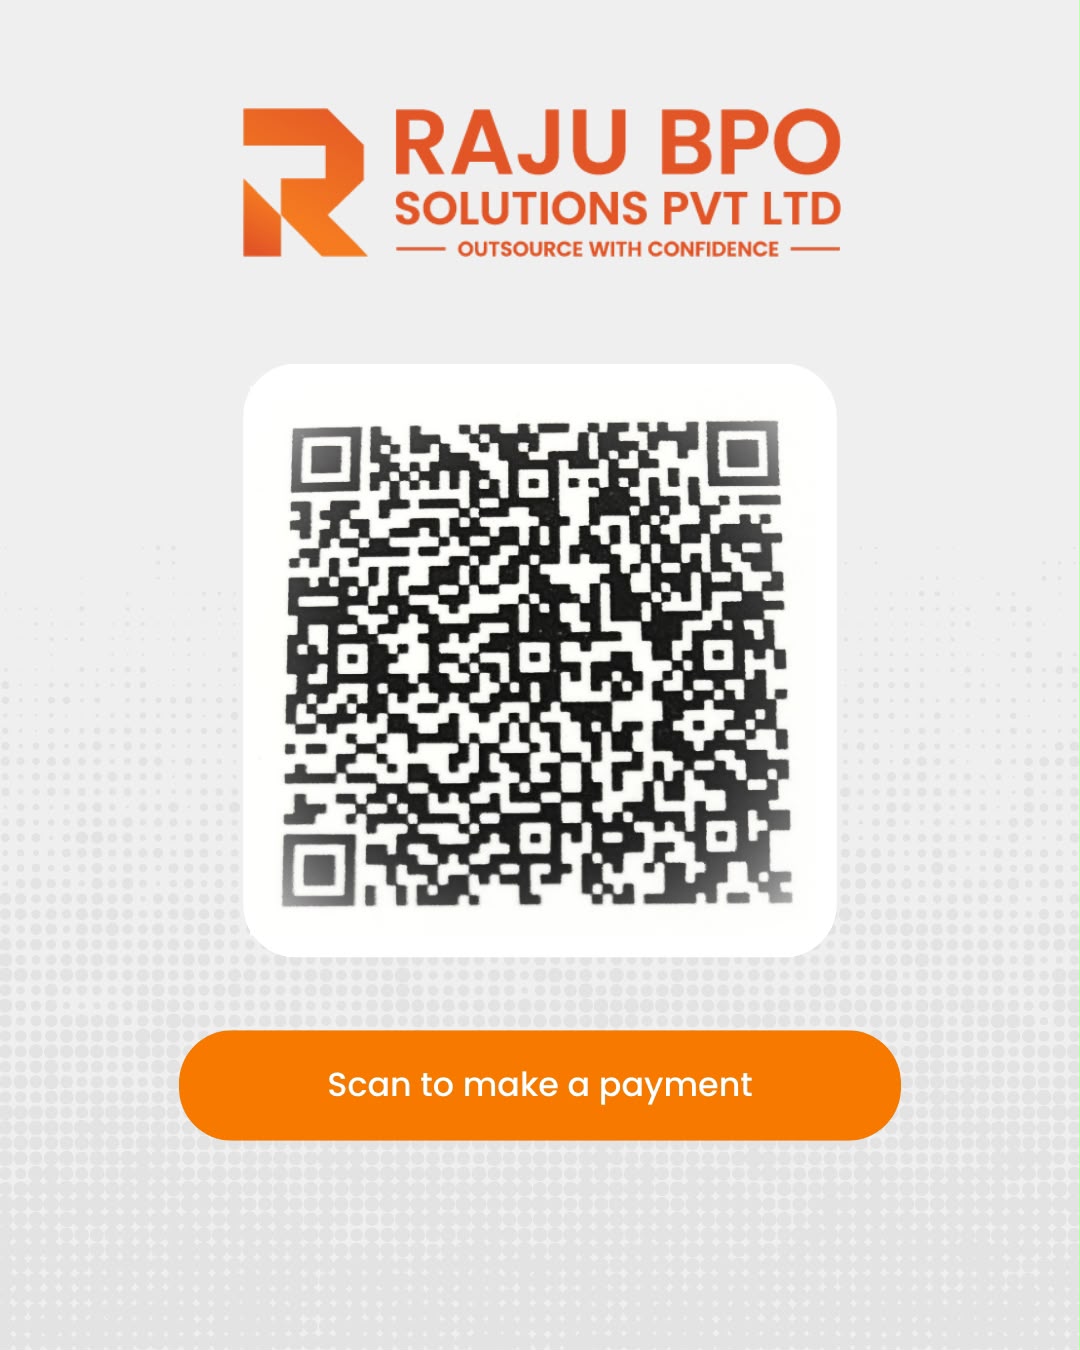 RAJU BPO
SOLUTIONS PVT LTD
OUTSOURCE WITH CONFIDENCE
Scan to make a payment